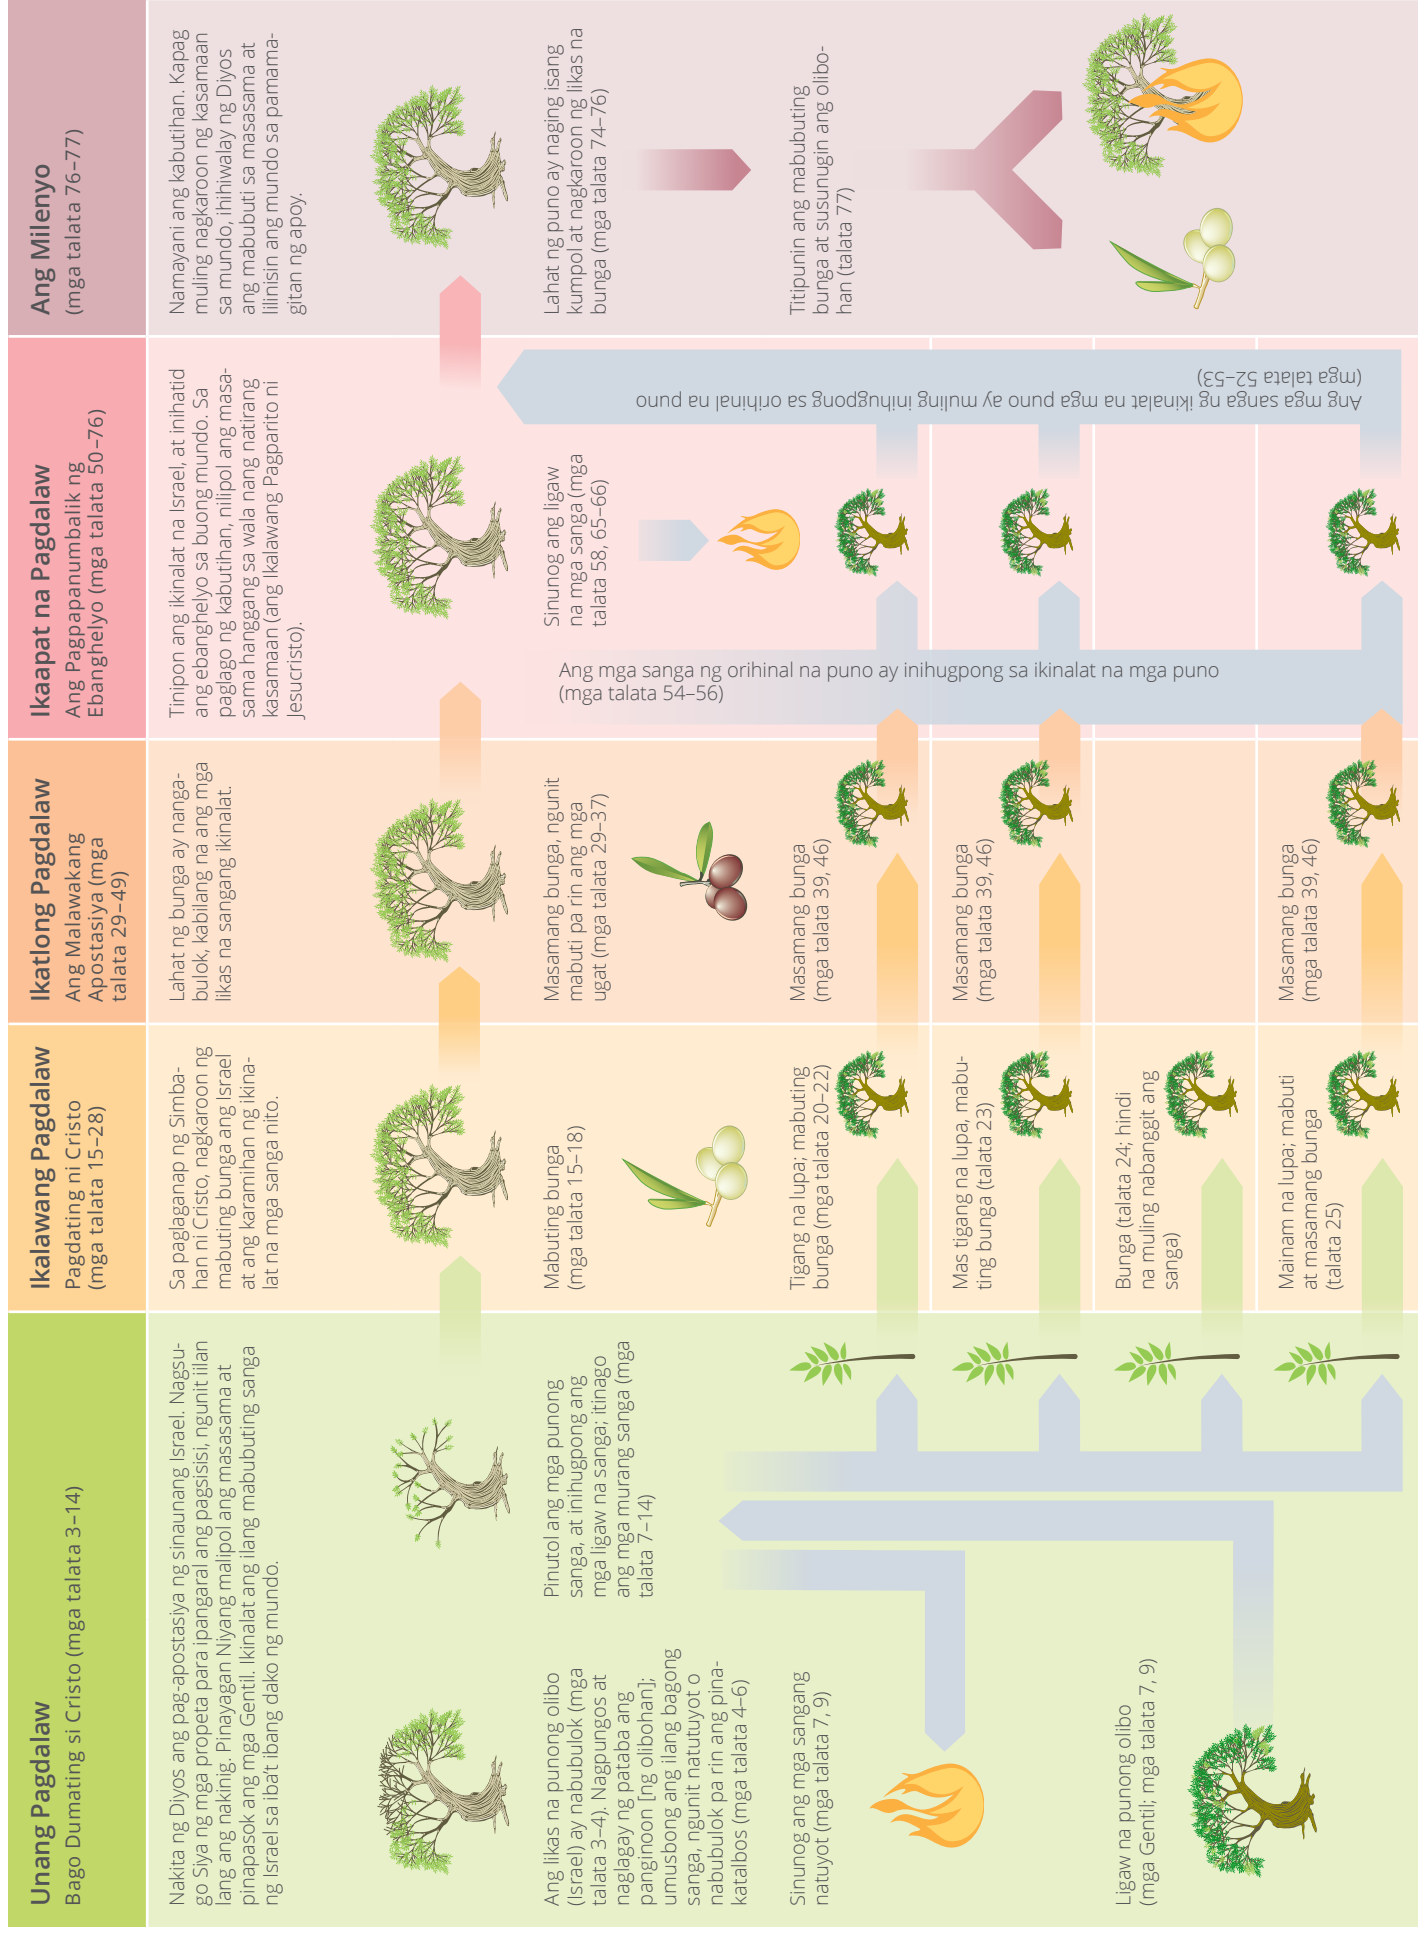 Unang Pagdalaw
Bago Dumating si Cristo (mga talata 3–14)
Nakita ng Diyos ang pag-apostasiya ng sinaunang Israel. Nagsu-
go Siya ng mga propeta para ipangaral ang pagsisisi, ngunit iilan
lang ang nakinig. Pinayagan Niyang malipol ang masasama at
pinapasok ang mga Gentil. Ikinalat ang ilang mabuting sanga
ng Israel sa iba't ibang dako ng mundo.
Ang likas na punong olibo
(Israel) ay nabubulok (mga
talata 3–4). Nagpungos at
naglagay ng pataba ang
panginoon [ng olibohan];
umusbong ang ilang bagong
sanga, ngunit natutuyot o
nabubulok pa rin ang pina-
katalbos (mga talata 4–6)
Pinutol ang mga punong
sanga, at inihugpong ang
mga ligaw na sanga; itinago
ang mga murang sanga (mga
talata 7–14)
Sinunog ang mga sangang
natuyot (mga talata 7, 9)
Ligaw na punong olibo
(mga Gentil; mga talata 7, 9)
Ikalawang Pagdalaw
Pagdating ni Cristo
(mga talata 15–28)
Sa paglaganap ng Simba-
han ni Cristo, nagkaroon ng
mabuting bunga ang Israel
at ang karamihan ng ikina-
lat na mga sanga nito.
Mabuting bunga
(mga talata 15–18)
Tigang na lupa; mabuting
bunga (mga talata 20–22)
Mas tigang na lupa, mabu-
ting bunga (talata 23)
Bunga (talata 24; hindi
na muling nabanggit ang
sanga)
Mainam na lupa; mabuti
at masamang bunga
(talata 25)
Ikatlong Pagdalaw
Ang Malawakang
Apostasiya (mga
talata 29–49)
Lahat ng bunga ay nanga-
bulok, kabilang na ang mga
likas na sangang ikinalat.
Masamang bunga, ngunit
mabuti pa rin ang mga
ugat (mga talata 29–37)
Masamang bunga
(mga talata 39, 46)
Masamang bunga
(mga talata 39, 46)
Masamang bunga
(mga talata 39, 46)
Ikaapat na Pagdalaw
Ang Pagpapanumbalik ng
Ebanghelyo (mga talata 50–76)
Tinipon ang ikinalat na Israel, at inihatid
ang ebanghelyo sa buong mundo. Sa
paglago ng kabutihan, nilipol ang masa-
sama hanggang sa wala nang natirang
kasamaan (ang Ikalawang Pagparito ni
Jesucristo).
Sinunog ang ligaw
na mga sanga (mga
talata 58, 65–66)
Ang mga sanga ng orihinal na puno ay inihugpong sa ikinalat na mga puno
(mga talata 54–56)
Ang mga sanga ng ikinalat na mga puno ay muling inihugpong sa orihinal na puno
(mga talata 52–53)
Ang Milenyo
(mga talata 76–77)
Namayani ang kabutihan. Kapag
muling nagkaroon ng kasamaan
sa mundo, ihihiwalay ng Diyos
ang mabubuti sa masasama at
lilinisin ang mundo sa pamama-
gitan ng apoy.
Lahat ng puno ay naging isang
kumpol at nagkaroon ng likas na
bunga (mga talata 74–76)
Titipunin ang mabubuting
bunga at susunugin ang olibo-
han (talata 77)